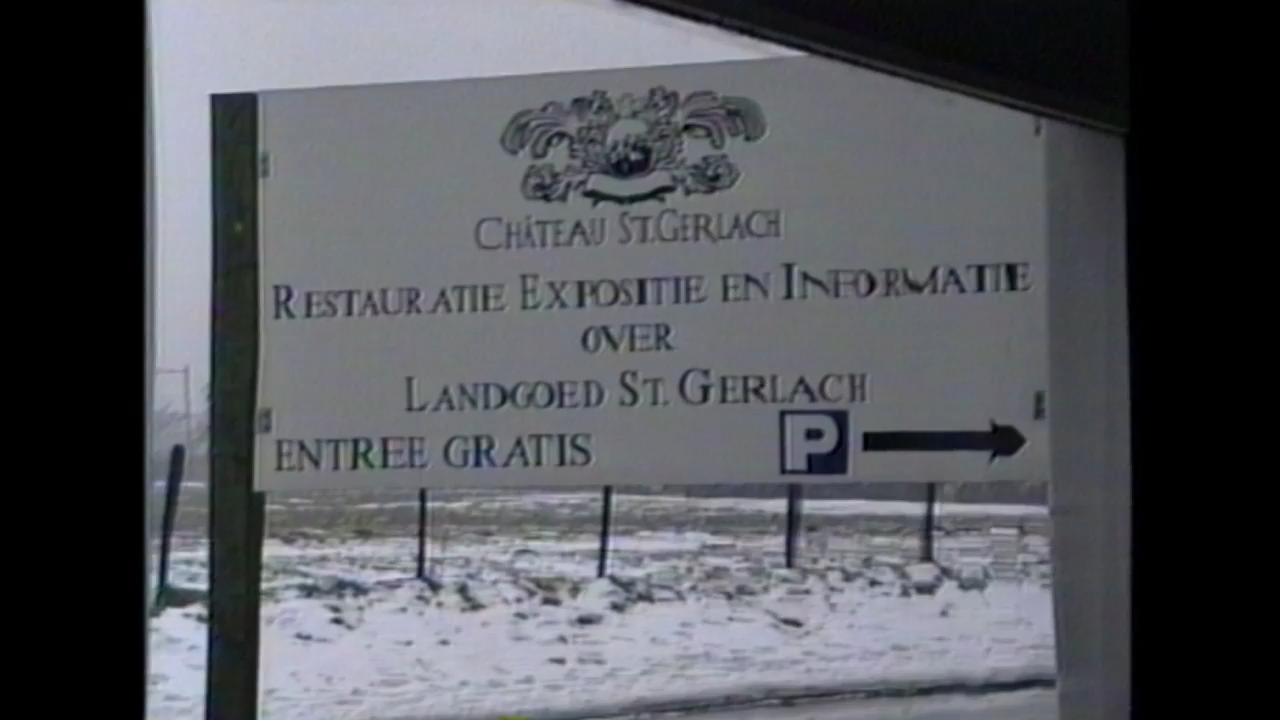 CHÂTEAU ST.GERLACH
RESTAURATIE EXPOSITIE EN INFORMATIE
OVER
LANDGOED ST. GERLACH
ENTREE GRATIS P